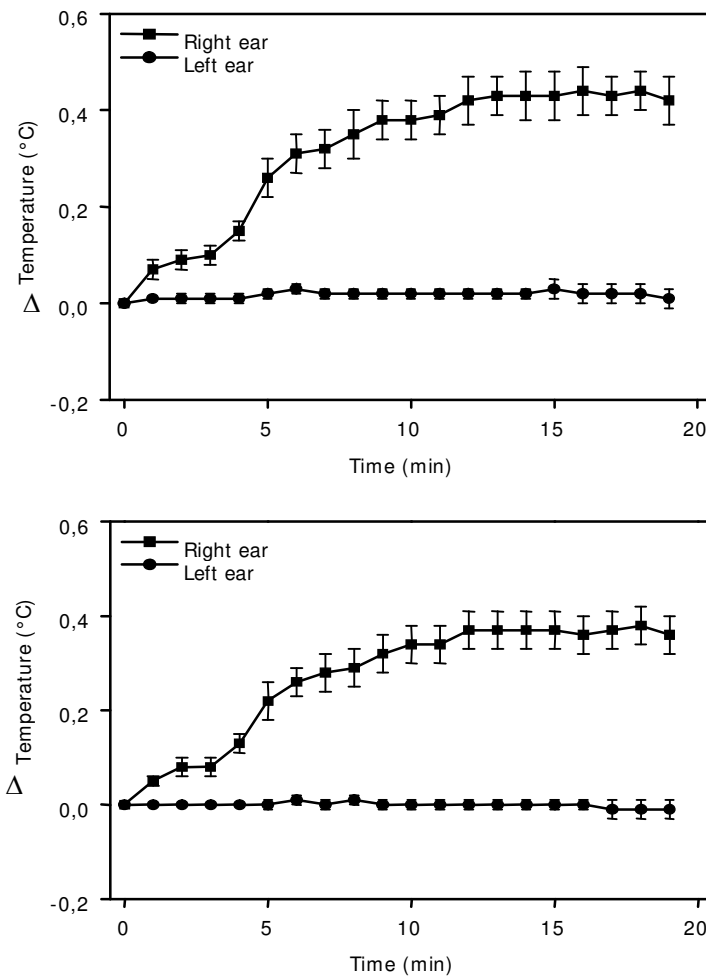 0,6
Right ear
Left ear
0,4
0,2
0,0
-0,2
Δ Temperature (°C)
0 5 10 15 20
Time (min)
0,6
Right ear
Left ear
0,4
0,2
0,0
-0,2
Δ Temperature (°C)
0 5 10 15 20
Time (min)